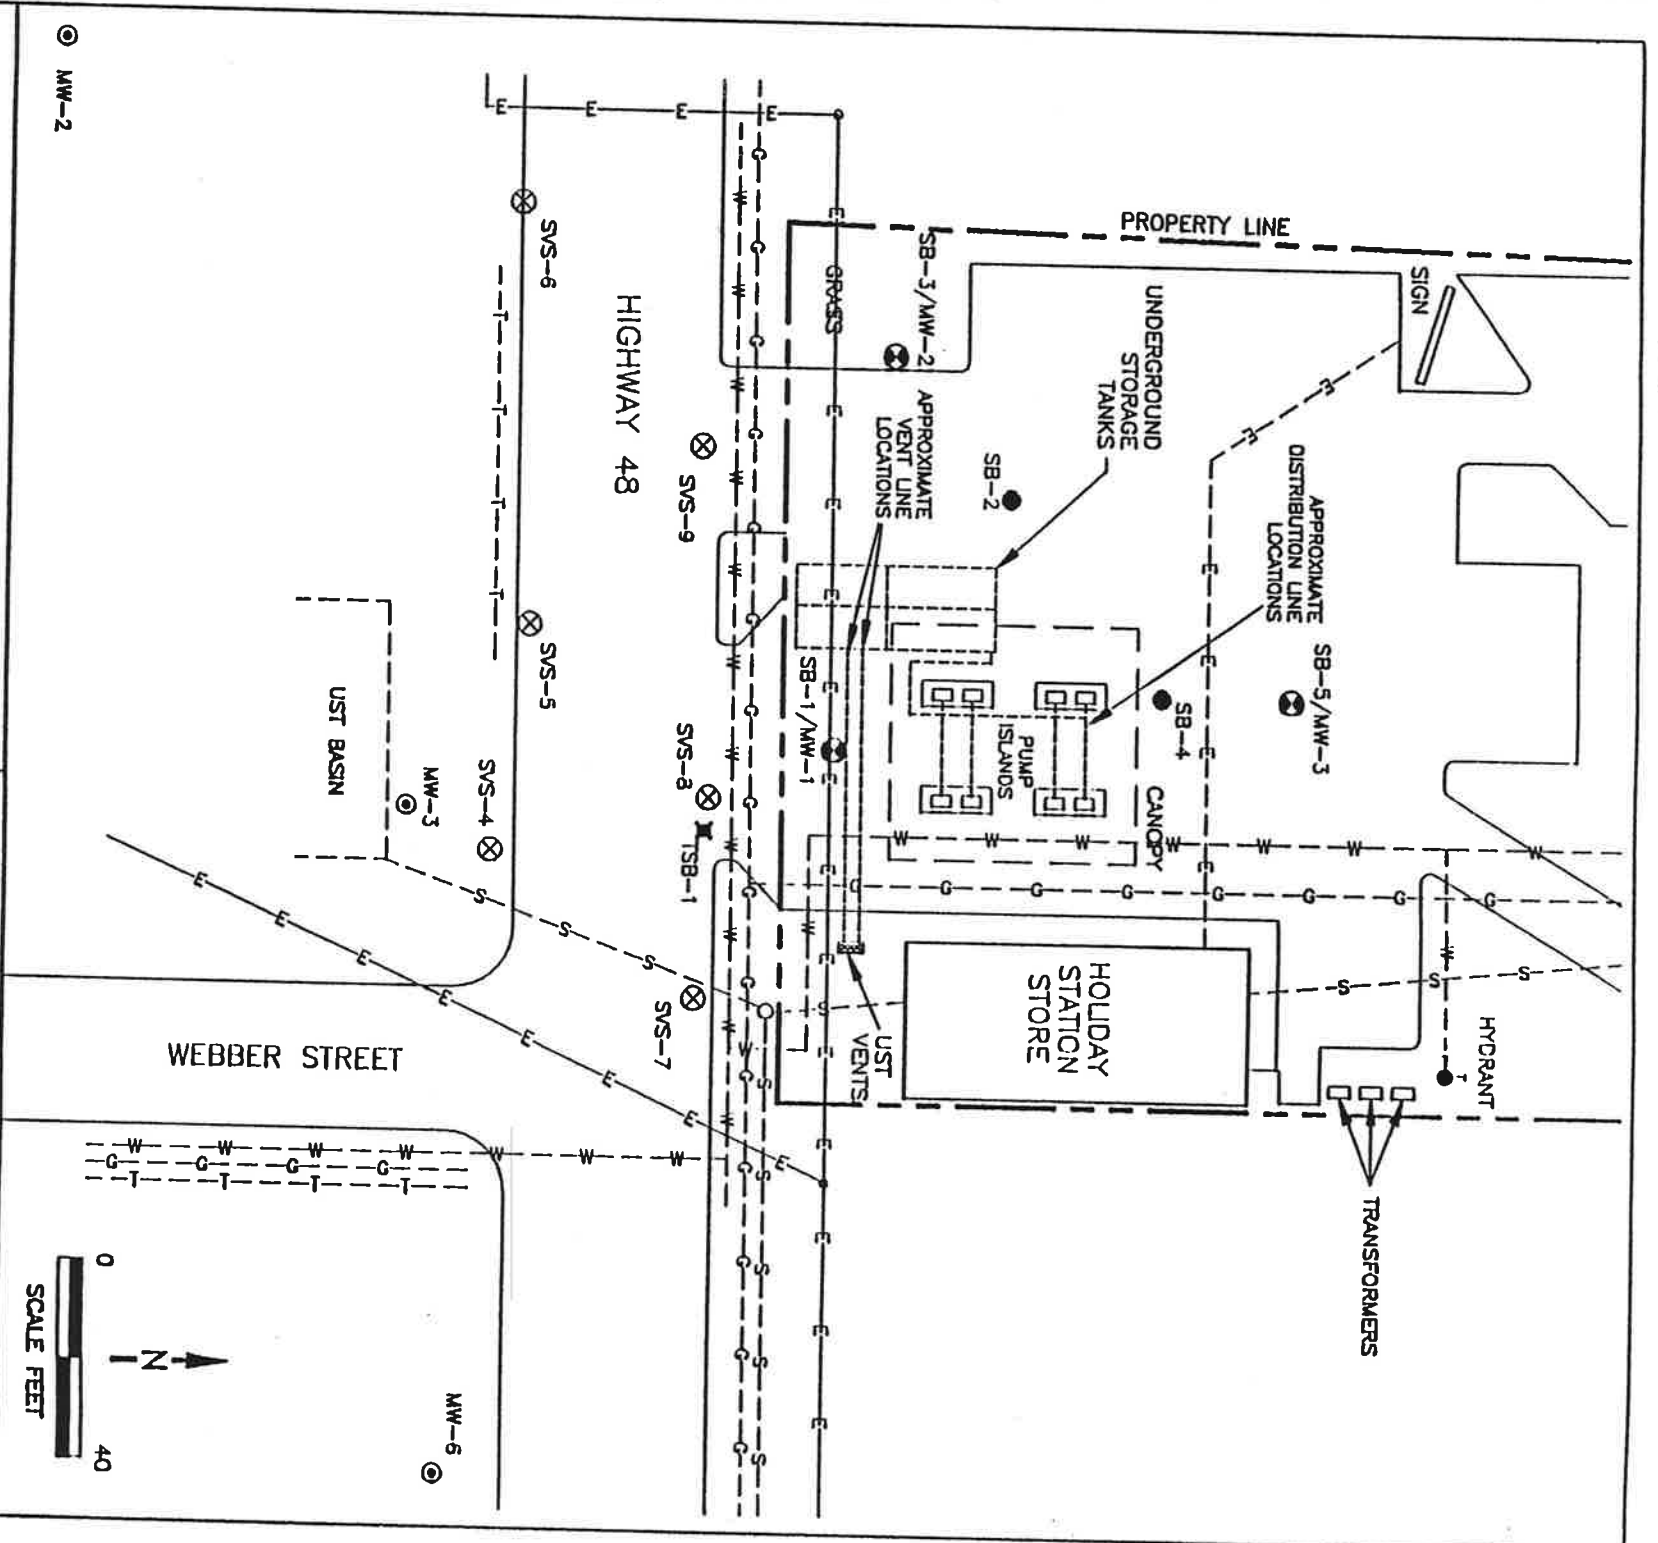 MW-2
E E E E
SVS-6
HIGHWAY 48
T T T T
SVS-5
UST BASIN
MW-3
SVS-4
SVS-9
SVS-8
TSB-1
SVS-7
WEBBER STREET
PROPERTY LINE
GRASS
SB-3/MW-2
SIGN
UNDERGROUND
STORAGE
TANKS
APPROXIMATE
VENT LINE
LOCATIONS
SB-2
APPROXIMATE
DISTRIBUTION LINE
LOCATIONS
SB-5/MW-3
SB-4
SB-1/MW-1
PUMP
ISLANDS
CANOPY
W W W W W W W
G G G G G G G
S S S
HOLIDAY
STATION
STORE
UST
VENTS
HYDRANT
TRANSFORMERS
W W W W W W W
G G G G
T T T T
0 40
SCALE FEET
N
MW-6